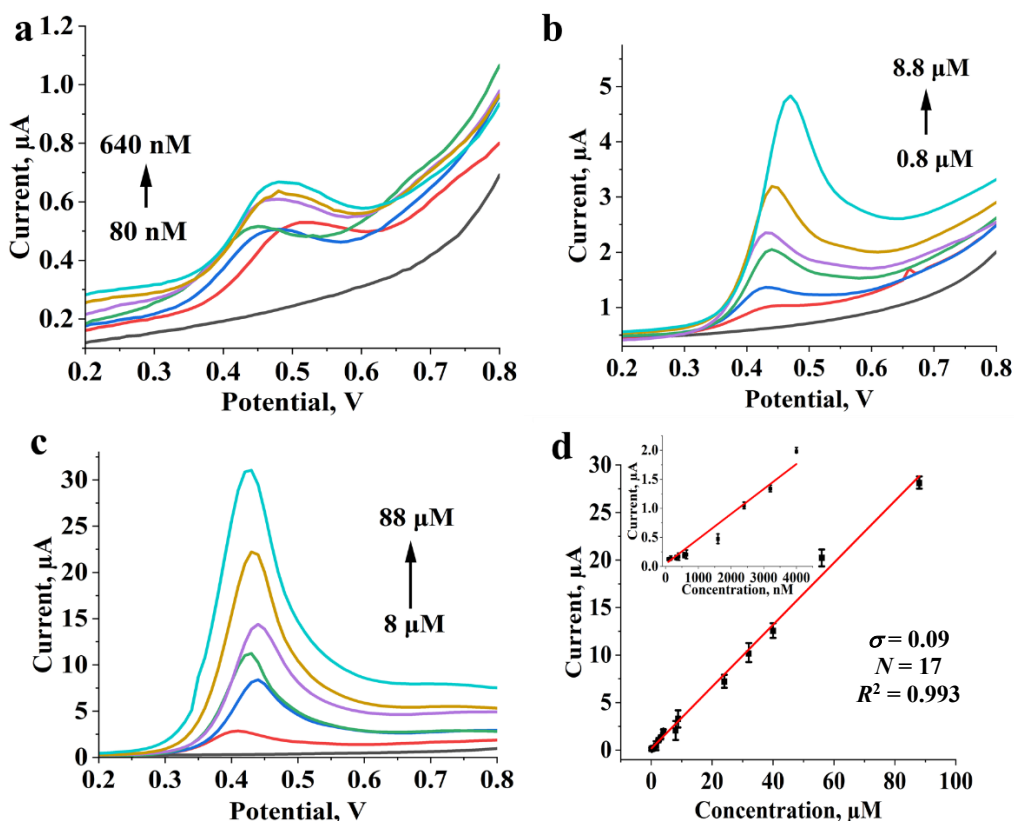 a
1.2
1.0
0.8
0.6
0.4
0.2
Current, µA
640 nM
80 nM
0.2 0.3 0.4 0.5 0.6 0.7 0.8
Potential, V
b
5
4
3
2
1
Current, µA
8.8 µM
0.8 µM
0.2 0.3 0.4 0.5 0.6 0.7 0.8
Potential, V
c
30
25
20
15
10
5
0
Current, µA
88 µM
8 µM
0.2 0.3 0.4 0.5 0.6 0.7 0.8
Potential, V
d
30
25
20
15
10
5
0
Current, µA
2.0
1.5
1.0
0.5
0.0
Current, µA
0 1000 2000 3000 4000
Concentration, nM
σ = 0.09
N = 17
R² = 0.993
0 20 40 60 80 100
Concentration, µM